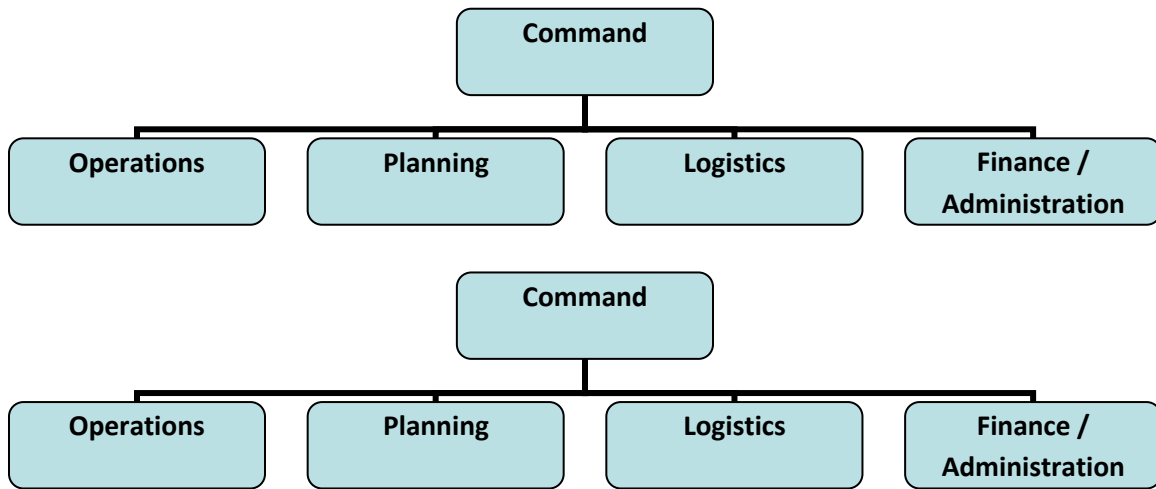 Command
Operations
Planning
Logistics
Finance /
Administration
Command
Operations
Planning
Logistics
Finance /
Administration